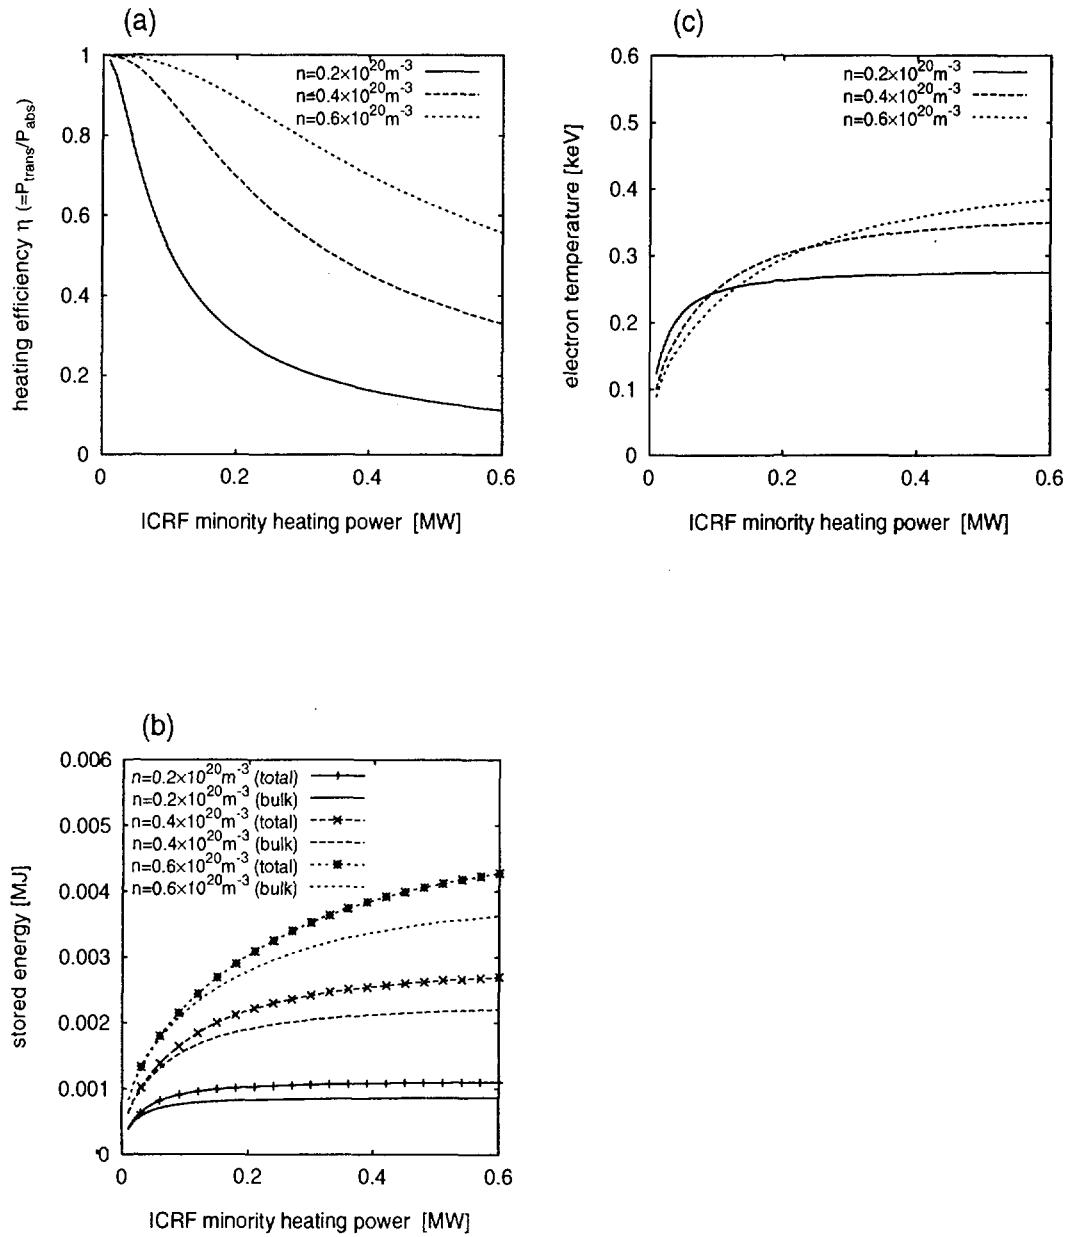 (a)
heating efficiency η (=P_trans/P_abs)
1
0.8
0.6
0.4
0.2
0
0
0.2
0.4
0.6
n=0.2×10^20m^-3
n=0.4×10^20m^-3
n=0.6×10^20m^-3
ICRF minority heating power [MW]
(c)
electron temperature [keV]
0.6
0.5
0.4
0.3
0.2
0.1
0
0
0.2
0.4
0.6
n=0.2×10^20m^-3
n=0.4×10^20m^-3
n=0.6×10^20m^-3
ICRF minority heating power [MW]
(b)
stored energy [MJ]
0.006
0.005
0.004
0.003
0.002
0.001
0
0
0.2
0.4
0.6
n=0.2×10^20m^-3 (total)
n=0.2×10^20m^-3 (bulk)
n=0.4×10^20m^-3 (total)
n=0.4×10^20m^-3 (bulk)
n=0.6×10^20m^-3 (total)
n=0.6×10^20m^-3 (bulk)
ICRF minority heating power [MW]